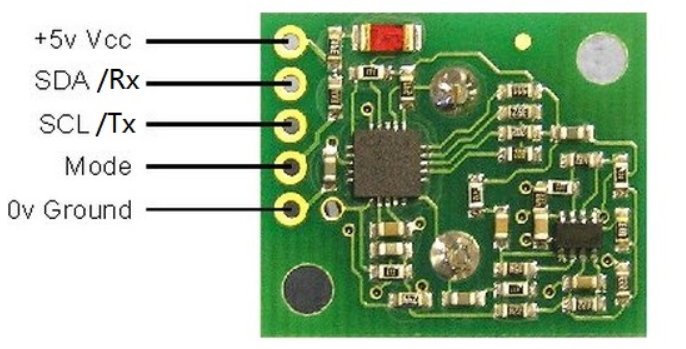 +5v Vcc
SDA /Rx
SCL /Tx
Mode
0v Ground